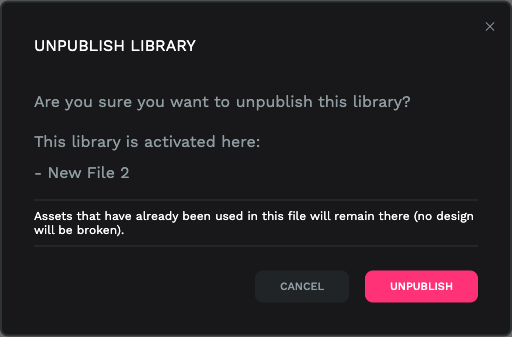 UNPUBLISH LIBRARY
Are you sure you want to unpublish this library?
This library is activated here:
- New File 2
Assets that have already been used in this file will remain there (no design
will be broken).
CANCEL
UNPUBLISH